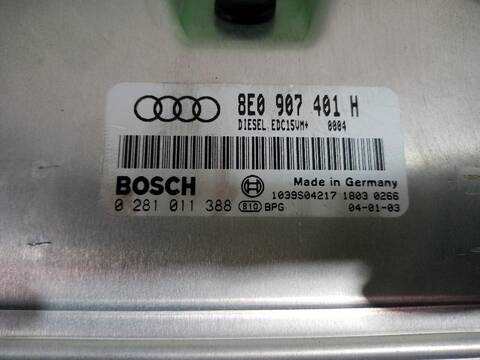 8E0 907 401 H
DIESEL EDC15VM+ 0004
BOSCH
Made in Germany
1039S04217 1803 0266
0 281 011 388 810 BPG 04-01-03